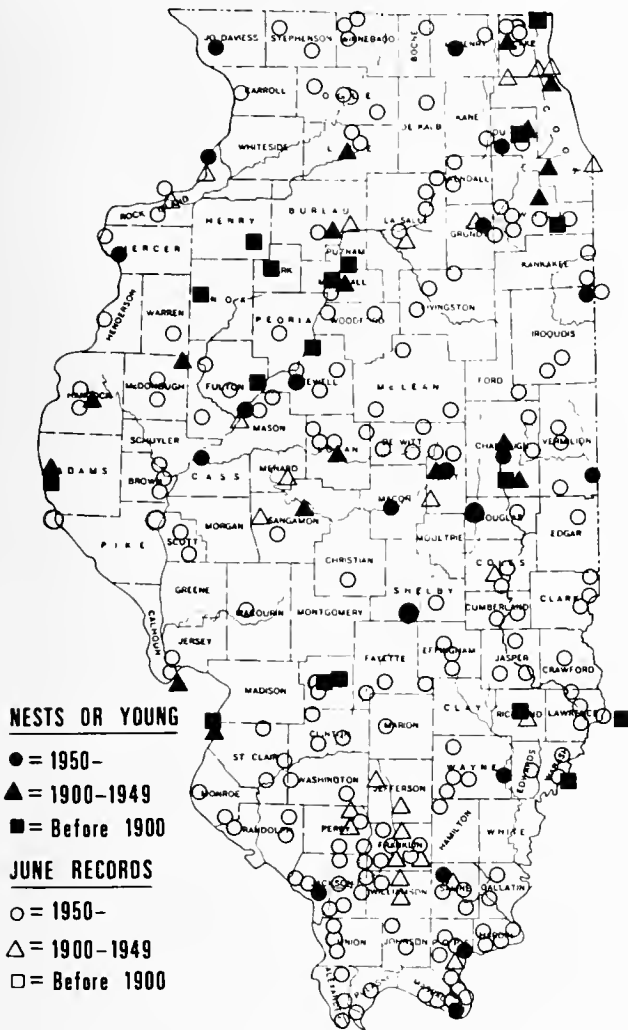 JO DAVIESS
STEPHENSON
BOONE
CARROLL
DE KALB
KANE
WHITESIDE
ROCK ISLAND
HENRY
BUREAU
LA SALLE
KENDALL
GRUNDY
MERCER
PUTNAM
KANKAKEE
HENDERSON
WARREN
PEORIA
WOODFORD
LIVINGSTON
IROQUOIS
HANCOCK
McDONOUGH
FULTON
McLEAN
FORD
SCHUYLER
MASON
DE WITT
VERMILION
ADAMS
BROWN
CASS
MENARD
MACON
PIKE
SCOTT
MORGAN
SANGAMON
MOULTRIE
DOUGLAS
EDGAR
CHRISTIAN
COLES
GREENE
MONTGOMERY
SHELBY
CUMBERLAND
CLARK
CALHOUN
JERSEY
FAYETTE
EFFINGHAM
JASPER
CRAWFORD
MADISON
CLAY
LAWRENCE
CLINTON
MARION
ST CLAIR
WASHINGTON
JEFFERSON
WAYNE
EDWARDS
MONROE
RANDOLPH
PERRY
FRANKLIN
HAMILTON
WHITE
JACKSON
WILLIAMSON
SALINE
GALLATIN
UNION
JOHNSON
POPE
NESTS OR YOUNG
● = 1950-
▲ = 1900-1949
■ = Before 1900
JUNE RECORDS
○ = 1950-
△ = 1900-1949
□ = Before 1900